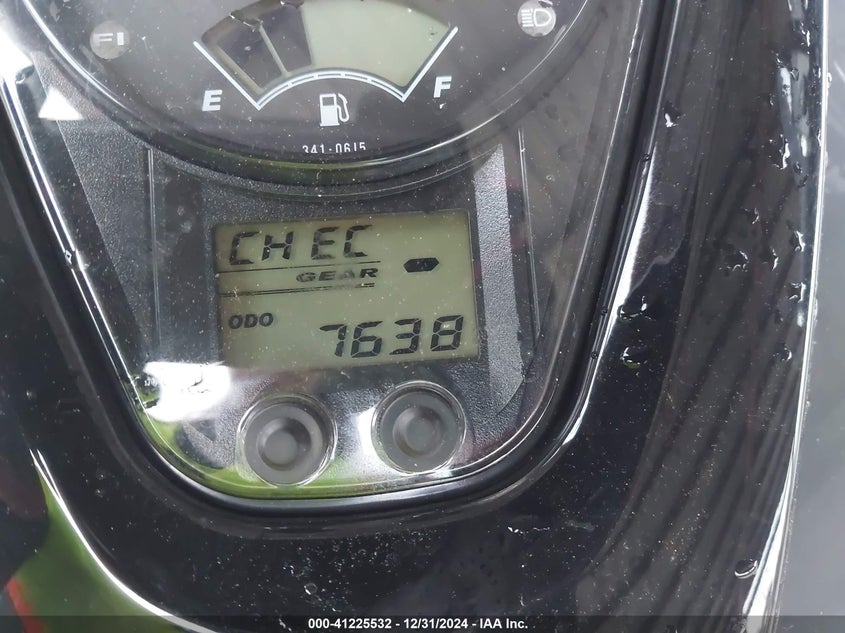 FI
E
F
341-0615
CHEC
GEAR -
ODO
7638
000-41225532 - 12/31/2024 - IAA Inc.